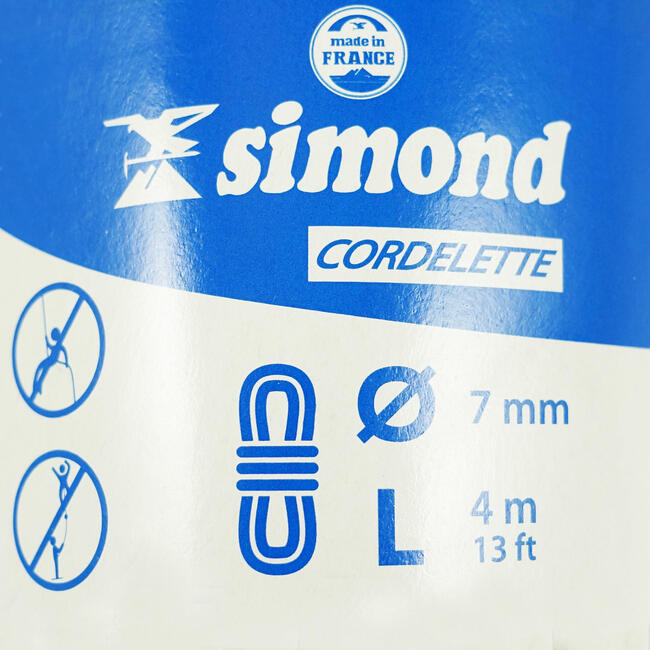 made in
FRANCE
simond
CORDELETTE
Ø 7 mm
L 4 m
13 ft